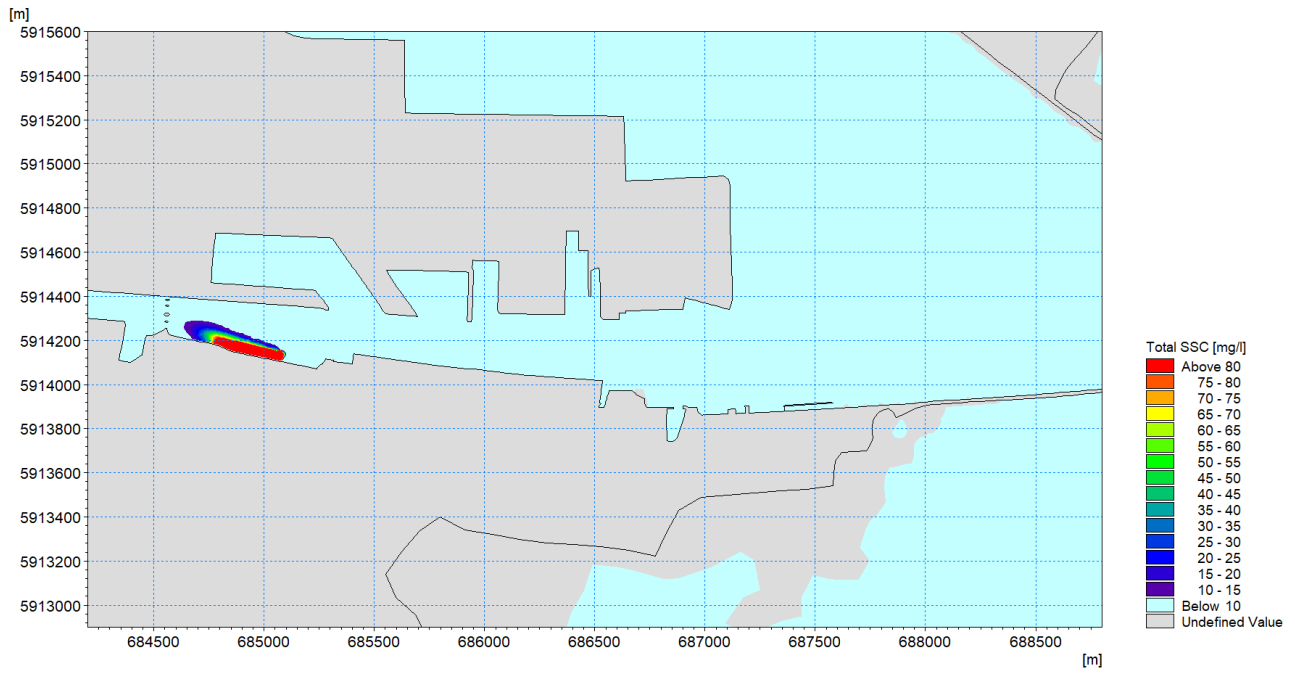 [m]
5915600
5915400
5915200
5915000
5914800
5914600
5914400
5914200
5914000
5913800
5913600
5913400
5913200
5913000
684500 685000 685500 686000 686500 687000 687500 688000 688500
[m]
Total SSC [mg/l]
Above 80
75 - 80
70 - 75
65 - 70
60 - 65
55 - 60
50 - 55
45 - 50
40 - 45
35 - 40
30 - 35
25 - 30
20 - 25
15 - 20
10 - 15
Below 10
Undefined Value